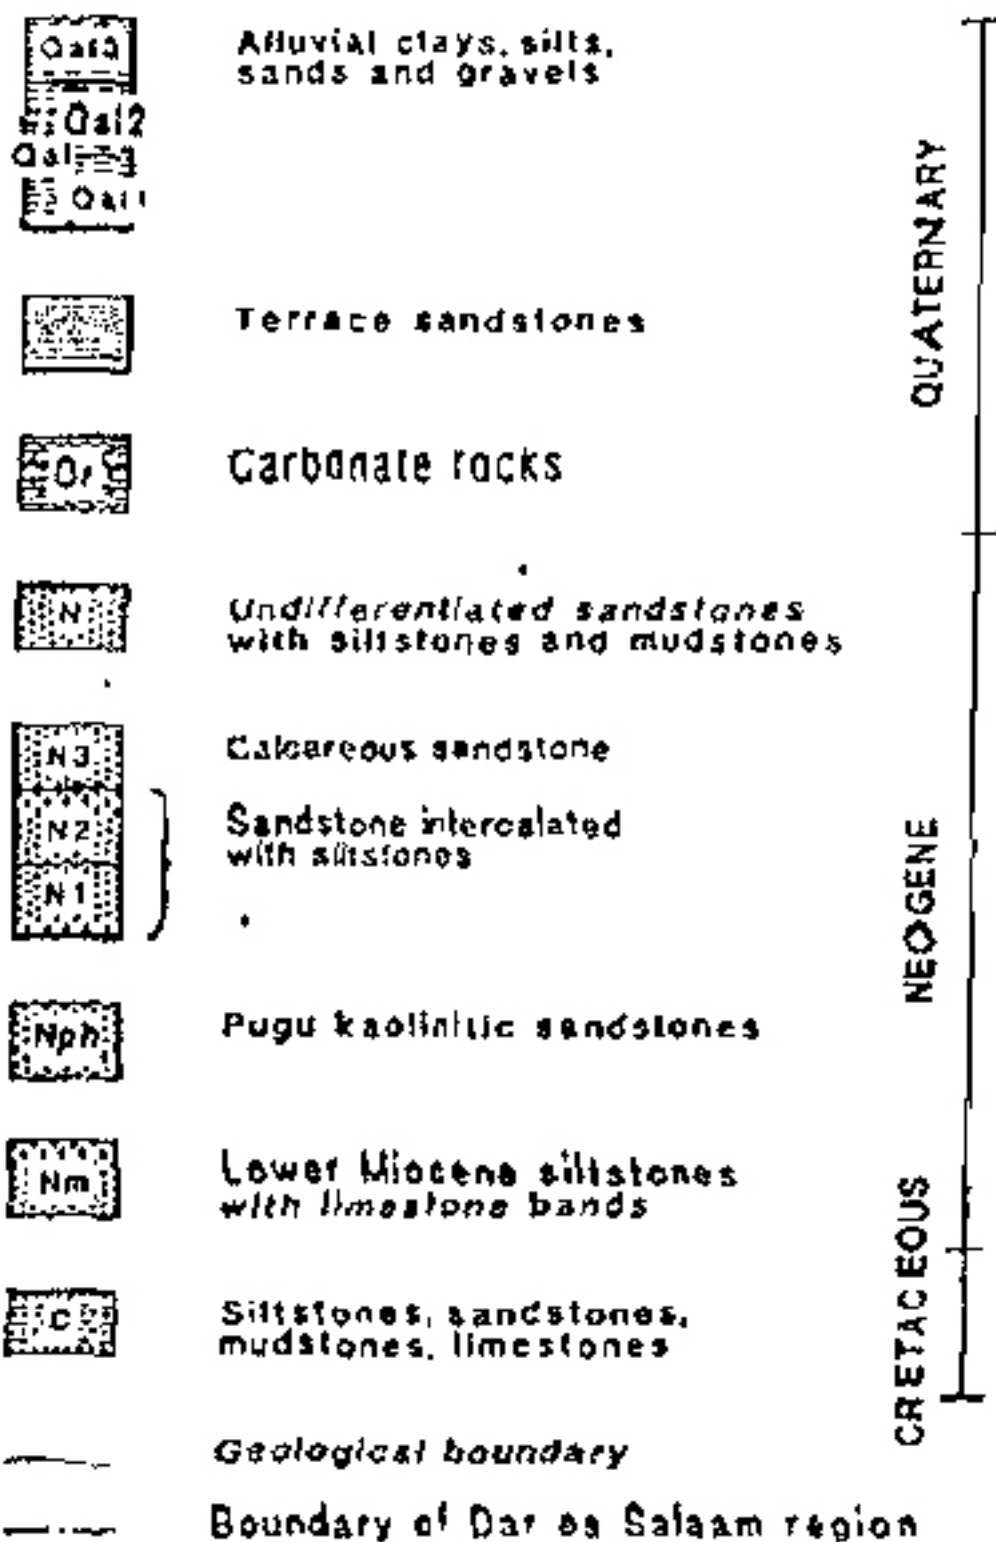 Qal3
Alluvial clays, silts,
sands and gravels
Qal2
Qal1
Terrace sandstones
Carbonate rocks
QUATERNARY
N
Undifferentiated sandstones
with siltstones and mudstones
N3
Calcareous sandstone
N2
Sandstone intercalated
with siltstones
N1
Nph
Pugu kaolinitic sandstones
Nm
Lower Miocene siltstones
with limestone bands
NEOGENE
C
Siltstones, sandstones,
mudstones, limestones
CRETACEOUS
Geological boundary
Boundary of Dar es Salaam region